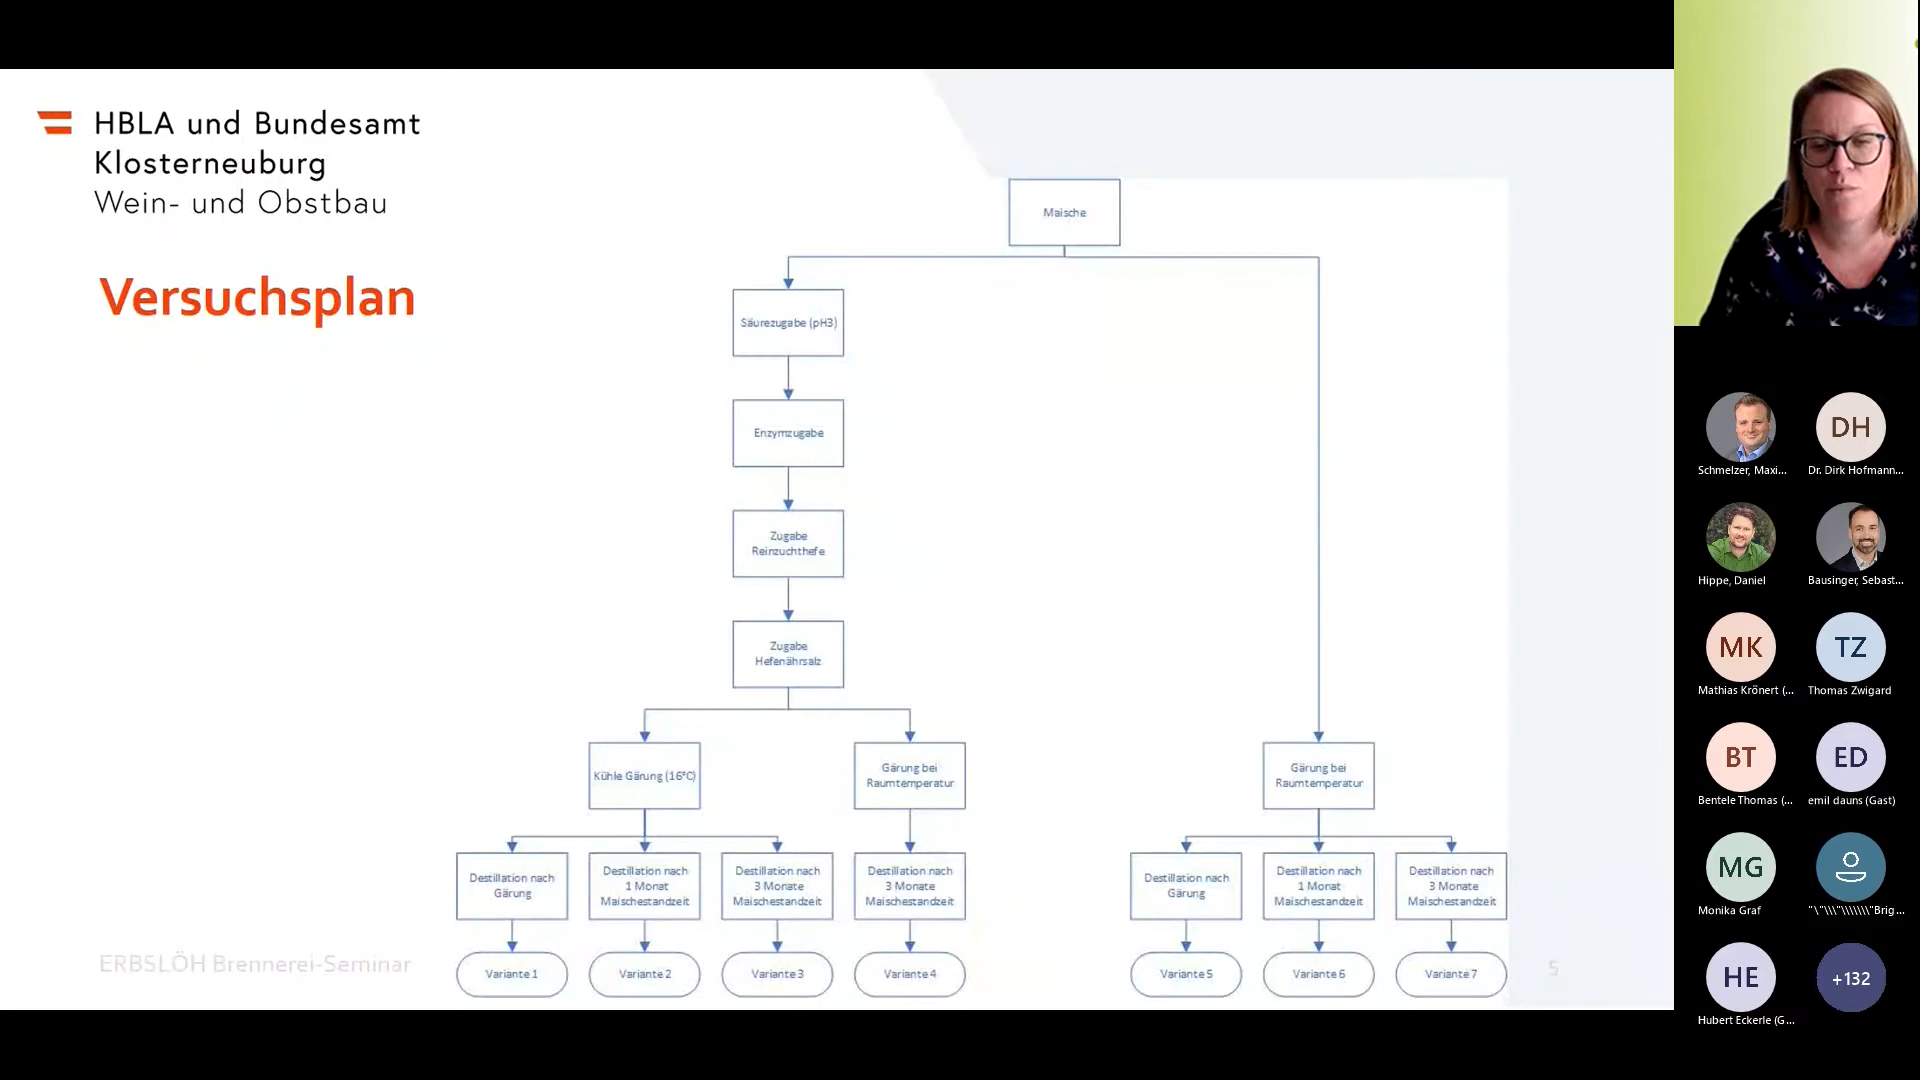 HBLA und Bundesamt
Klosterneuburg
Wein- und Obstbau
Versuchsplan
Maische
Säurezugabe (pH3)
Enzymzugabe
Zugabe
Reinzuchthefe
Zugabe
Hefenährsalz
Kühle Gärung (16°C)
Gärung bei
Raumtemperatur
Gärung bei
Raumtemperatur
Destillation nach
Gärung
Destillation nach
1 Monat
Maischestandzeit
Destillation nach
3 Monate
Maischestandzeit
Destillation nach
3 Monate
Maischestandzeit
Destillation nach
Gärung
Destillation nach
1 Monat
Maischestandzeit
Destillation nach
3 Monate
Maischestandzeit
Variante 1
Variante 2
Variante 3
Variante 4
Variante 5
Variante 6
Variante 7
ERBSLÖH Brennerei-Seminar
5
Schmelzer, Maxi...
DH
Dr. Dirk Hofmann...
Hippe, Daniel
Bausinger, Sebast...
MK
Mathias Krönert (...
TZ
Thomas Zwigard
BT
Bentele Thomas (...
ED
emil dauns (Gast)
MG
Monika Graf
"\"\\\"\\\\\\\"Brig...
HE
Hubert Eckerle (G...
+132